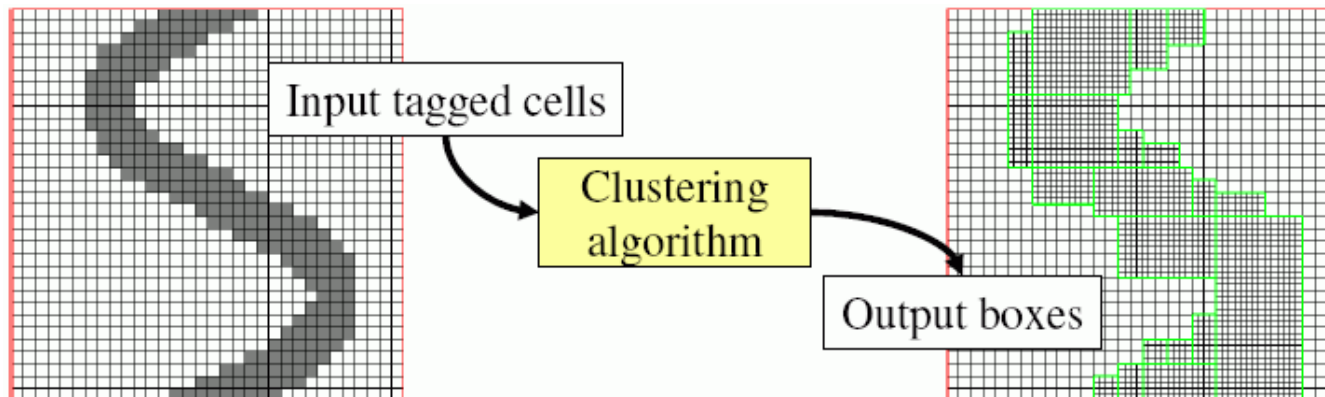 Input tagged cells
Clustering
algorithm
Output boxes